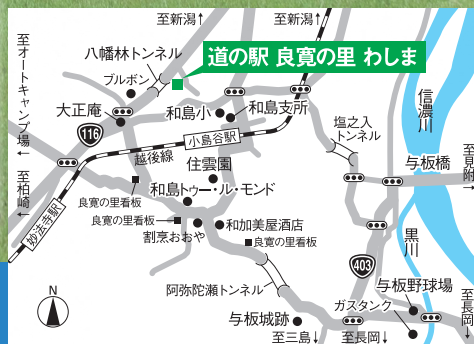 至新潟↑
至新潟↑
至オートキャンプ場←
八幡林トンネル
道の駅 良寛の里 わしま
ブルボン
大正庵
和島小
和島支所
信濃川
116
小島谷駅
塩之入
トンネル
越後線
住雲園
与板橋
至見附→
至柏崎←
良寛の里看板
和島トゥー・ル・モンド
妙法寺駅
良寛の里看板
和加美屋酒店
割烹おおや
良寛の里看板
黒川
403
N
阿弥陀瀬トンネル
与板野球場
ガスタンク
至長岡→
与板城跡
至三島↓
至長岡↓